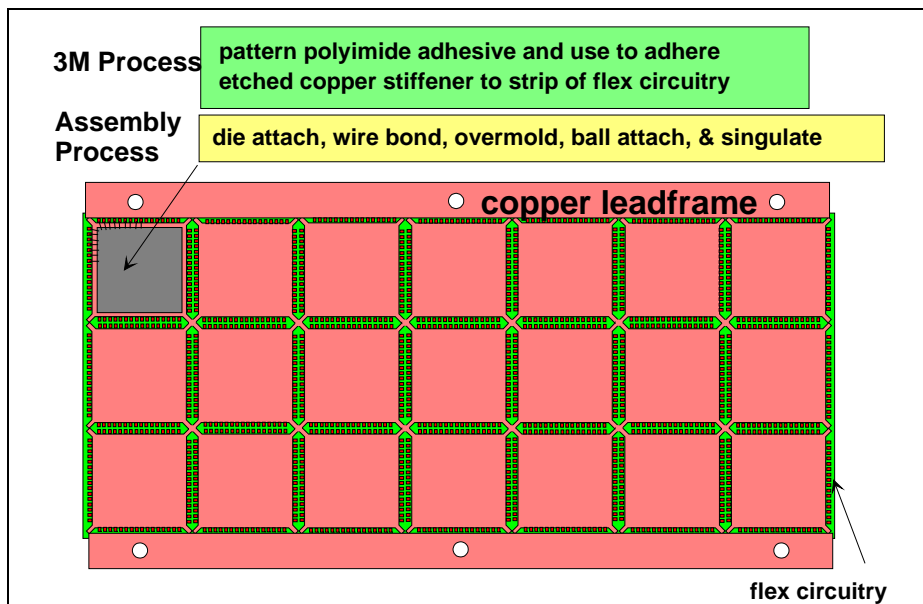 3M Process
pattern polyimide adhesive and use to adhere
etched copper stiffener to strip of flex circuitry
Assembly
Process
die attach, wire bond, overmold, ball attach, & singulate
copper leadframe
flex circuitry